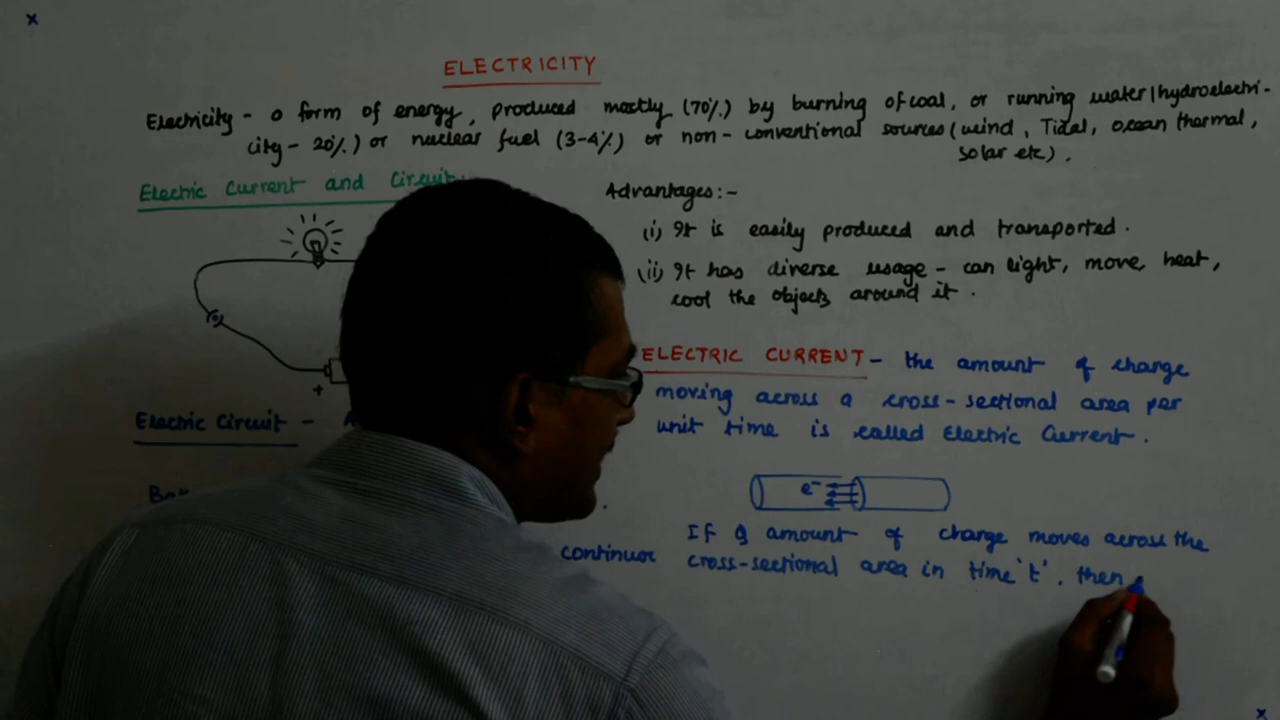 ELECTRICITY
Electricity - a form of energy, produced mostly (70%) by burning of coal, or running water (hydroelectri-
city - 20%) or nuclear fuel (3-4%) or non-conventional sources (wind, Tidal, ocean thermal,
solar etc).
Electric Current and Circuit
Advantages:-
(i) It is easily produced and transported.
(ii) It has diverse usage - can light, move, heat,
cool the objects around it.
+
Electric Circuit -
ELECTRIC CURRENT - the amount of charge
moving across a cross-sectional area per
unit time is called Electric Current.
e-
If Q amount of charge moves across the
cross-sectional area in time 't', then